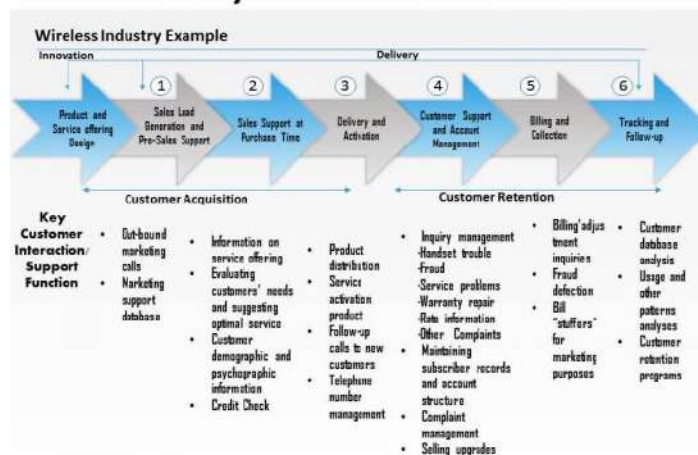 Wireless Industry Example
Innovation
Delivery
1
2
3
4
5
6
Product and
Service offering
Design
Sales Lead
Generation and
Pre-Sales Support
Sales Support at
Purchase Time
Delivery and
Activation
Customer Support
and Account
Management
Billing and
Collection
Tracking and
Follow-up
Customer Acquisition
Customer Retention
Key
Customer
Interaction/
Support
Function
• Out-bound
marketing
calls
• Narketing
support
database
• Information on
service offering
• Evaluating
customers' needs
and suggesting
optimal service
• Customer
demographic and
psychographic
information
• Credit Check
• Product
distribution
• Service
activation
product
• Follow-up
calls to new
customers
• Telephone
number
management
• Inquiry management
-Handset trouble
-Fraud
-Service problems
-Warranty repair
-Rate information
-Other Complaints
• Maintaining
subscriber records
and account
structure
• Complaint
management
• Selling upgrades
• Billing'adjus
tment
inquiries
• Fraud
defection
• Bill
"stuffers" for
marketing
purposes
• Customer
database
analysis
• Usage and
other
patterns
analyses
• Customer
retention
programs